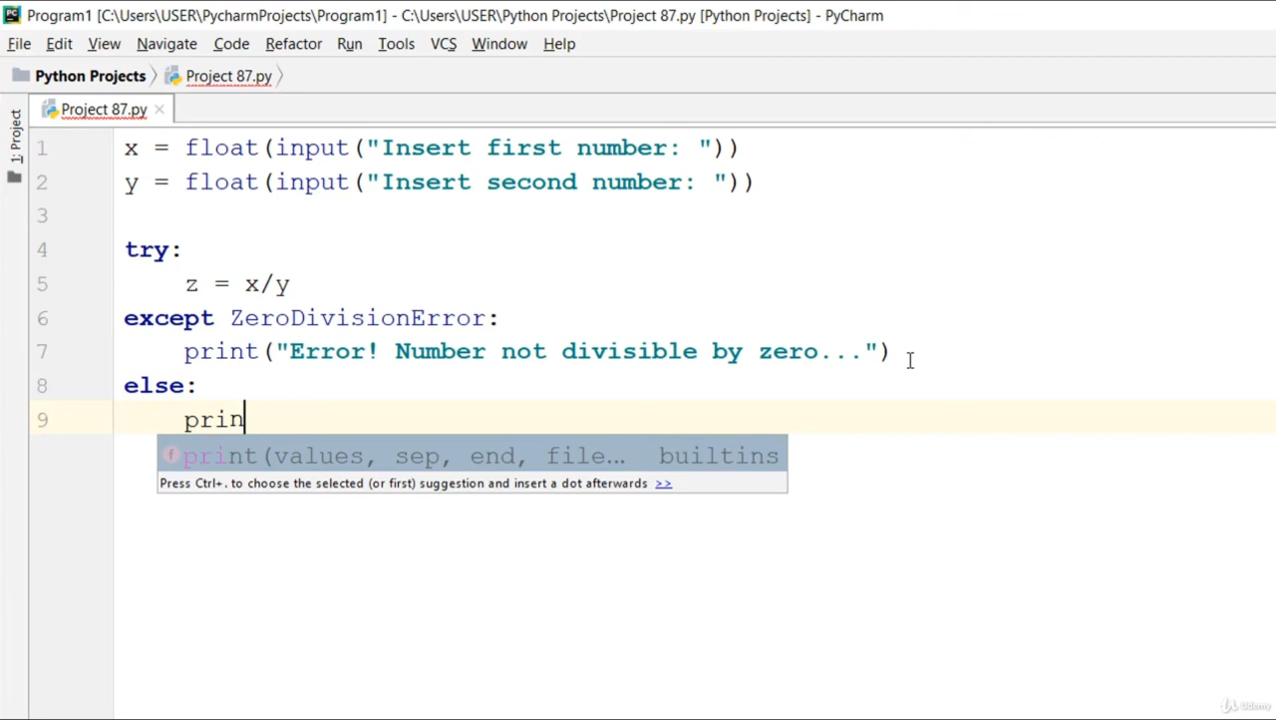 PC Program1 [C:\Users\USER\PycharmProjects\Program1] - C:\Users\USER\Python Projects\Project 87.py [Python Projects] - PyCharm
File Edit View Navigate Code Refactor Run Tools VCS Window Help
Python Projects Project 87.py
1: Project
Project 87.py
1 x = float(input("Insert first number: "))
2 y = float(input("Insert second number: "))
3
4 try:
5 z = x/y
6 except ZeroDivisionError:
7 print("Error! Number not divisible by zero...")
8 else:
9 prin
f print(values, sep, end, file… builtins
Press Ctrl+. to choose the selected (or first) suggestion and insert a dot afterwards >>
Udemy